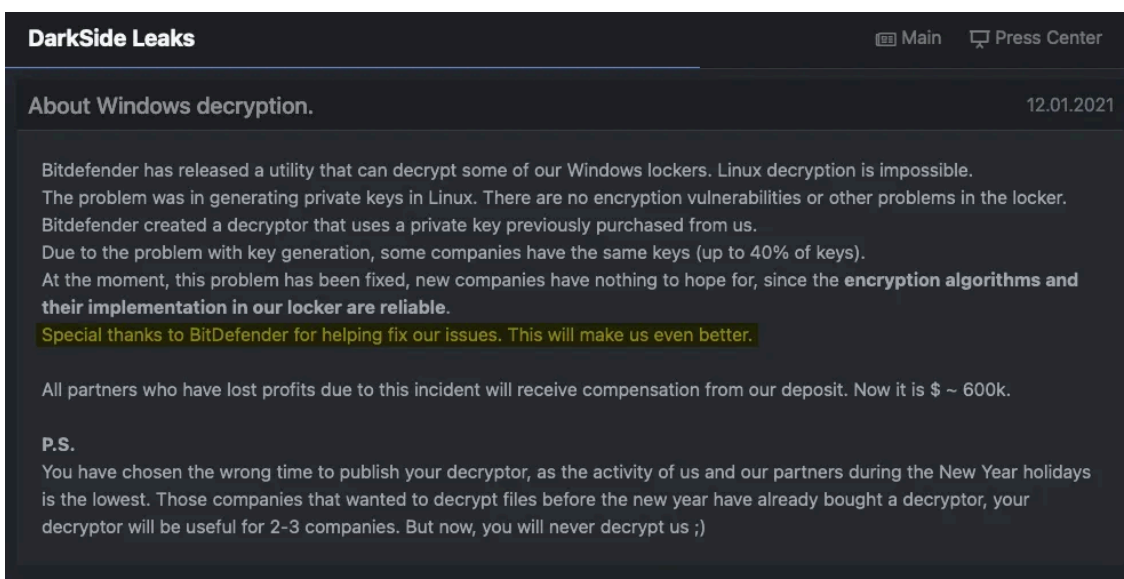 DarkSide Leaks
Main
Press Center
About Windows decryption.
12.01.2021
Bitdefender has released a utility that can decrypt some of our Windows lockers. Linux decryption is impossible.
The problem was in generating private keys in Linux. There are no encryption vulnerabilities or other problems in the locker.
Bitdefender created a decryptor that uses a private key previously purchased from us.
Due to the problem with key generation, some companies have the same keys (up to 40% of keys).
At the moment, this problem has been fixed, new companies have nothing to hope for, since the encryption algorithms and
their implementation in our locker are reliable.
Special thanks to BitDefender for helping fix our issues. This will make us even better.
All partners who have lost profits due to this incident will receive compensation from our deposit. Now it is $ ~ 600k.
P.S.
You have chosen the wrong time to publish your decryptor, as the activity of us and our partners during the New Year holidays
is the lowest. Those companies that wanted to decrypt files before the new year have already bought a decryptor, your
decryptor will be useful for 2-3 companies. But now, you will never decrypt us ;)